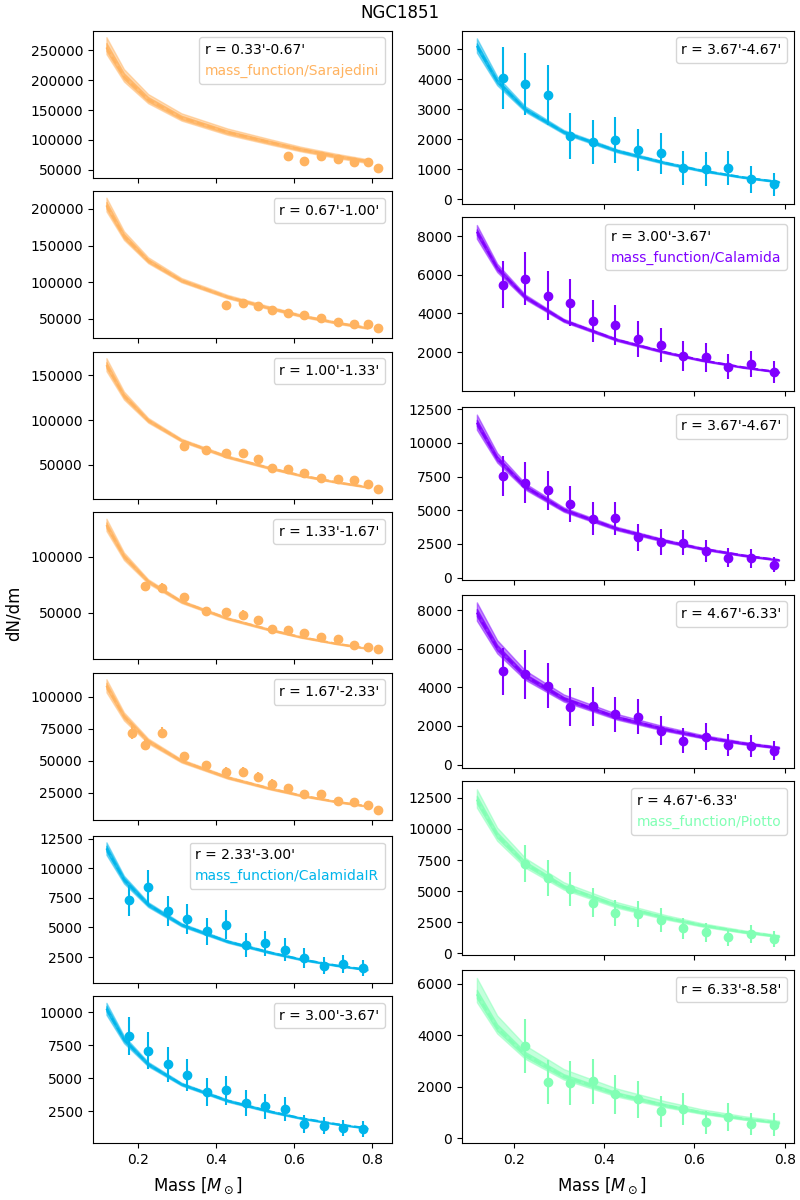 NGC1851
dN/dm
r = 0.33'-0.67'
mass_function/Sarajedini
250000
200000
150000
100000
50000
r = 0.67'-1.00'
200000
150000
100000
50000
r = 1.00'-1.33'
150000
100000
50000
r = 1.33'-1.67'
100000
50000
r = 1.67'-2.33'
100000
75000
50000
25000
r = 2.33'-3.00'
mass_function/CalamidaIR
12500
10000
7500
5000
2500
r = 3.00'-3.67'
10000
7500
5000
2500
0.2 0.4 0.6 0.8
Mass [M⊙]
r = 3.67'-4.67'
5000
4000
3000
2000
1000
0
r = 3.00'-3.67'
mass_function/Calamida
8000
6000
4000
2000
r = 3.67'-4.67'
12500
10000
7500
5000
2500
0
r = 4.67'-6.33'
8000
6000
4000
2000
0
r = 4.67'-6.33'
mass_function/Piotto
12500
10000
7500
5000
2500
0
r = 6.33'-8.58'
6000
4000
2000
0
0.2 0.4 0.6 0.8
Mass [M⊙]